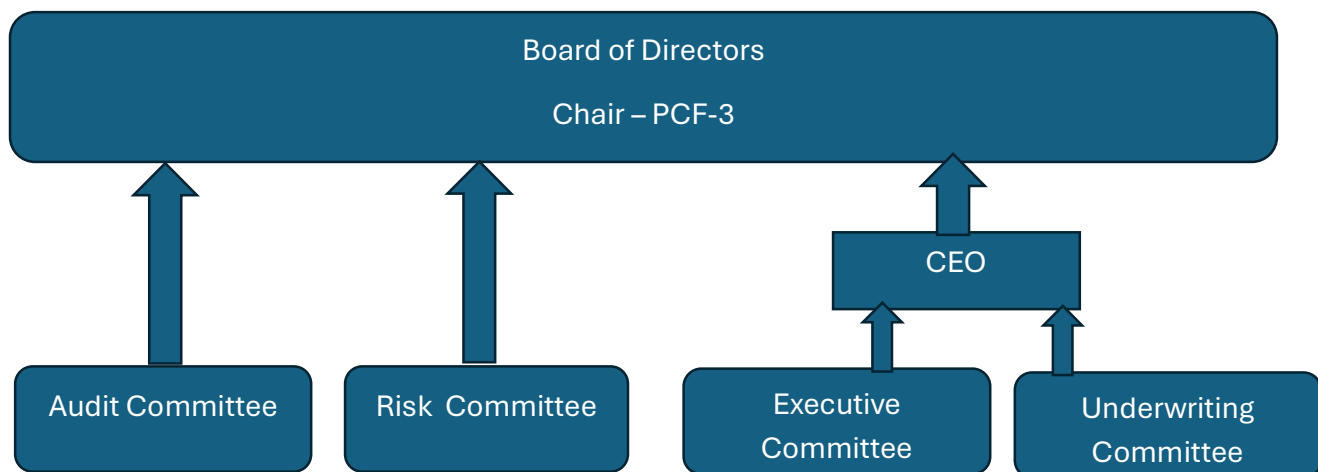 Board of Directors
Chair – PCF-3
CEO
Audit Committee
Risk Committee
Executive
Committee
Underwriting
Committee